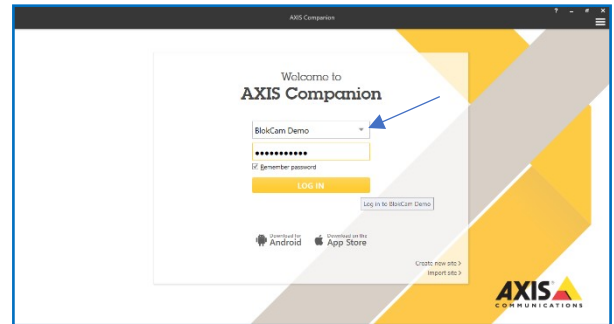 AXIS Companion
?
Welcome to
AXIS Companion
BlokCam Demo
•••••••••••
Remember password
LOG IN
Log in to BlokCam Demo
Download for
Android
Download on the
App Store
Create new site >
Import site >
AXIS
COMMUNICATIONS